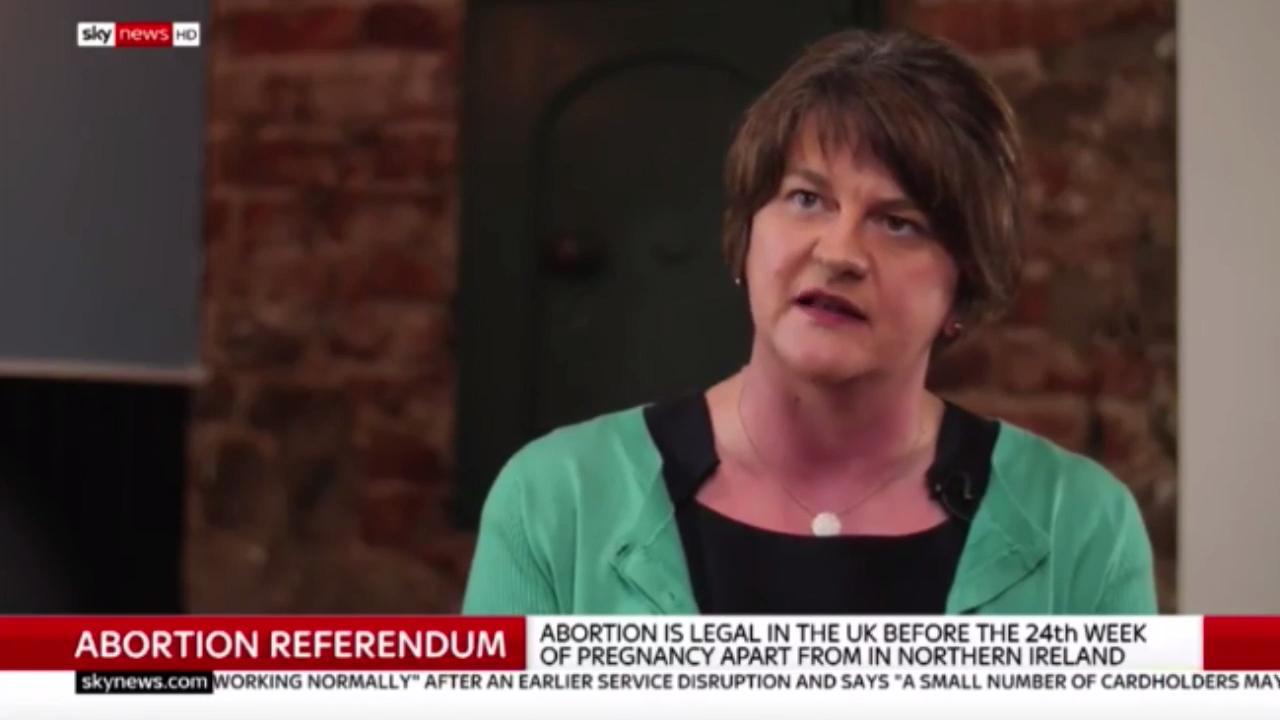 sky news HD
ABORTION REFERENDUM
ABORTION IS LEGAL IN THE UK BEFORE THE 24th WEEK
OF PREGNANCY APART FROM IN NORTHERN IRELAND
skynews.com WORKING NORMALLY" AFTER AN EARLIER SERVICE DISRUPTION AND SAYS "A SMALL NUMBER OF CARDHOLDERS MAY